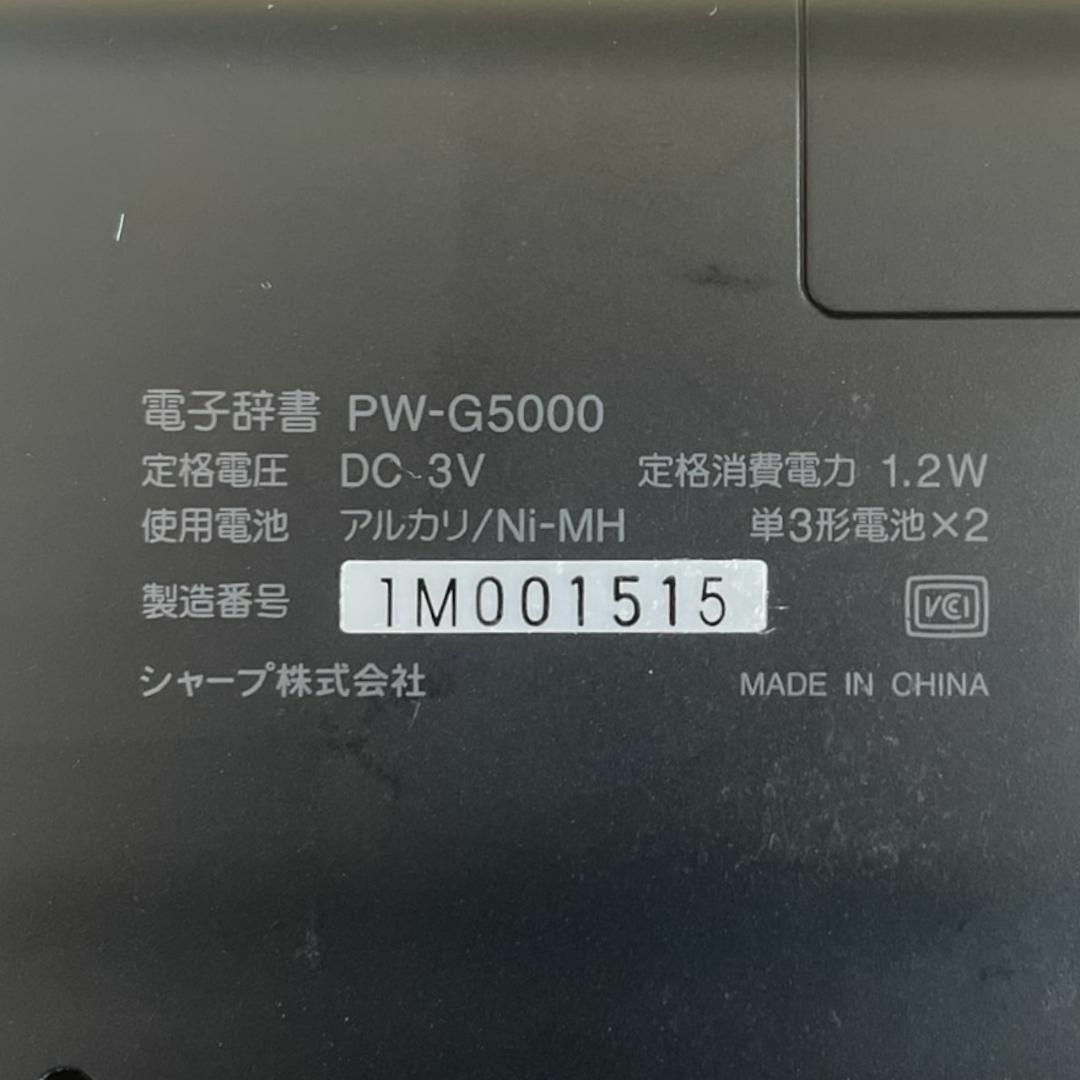 電子辞書 PW-G5000
定格電圧 DC 3V 定格消費電力 1.2W
使用電池 アルカリ/Ni-MH 単3形電池×2
製造番号 1M001515 VCI
シャープ株式会社 MADE IN CHINA